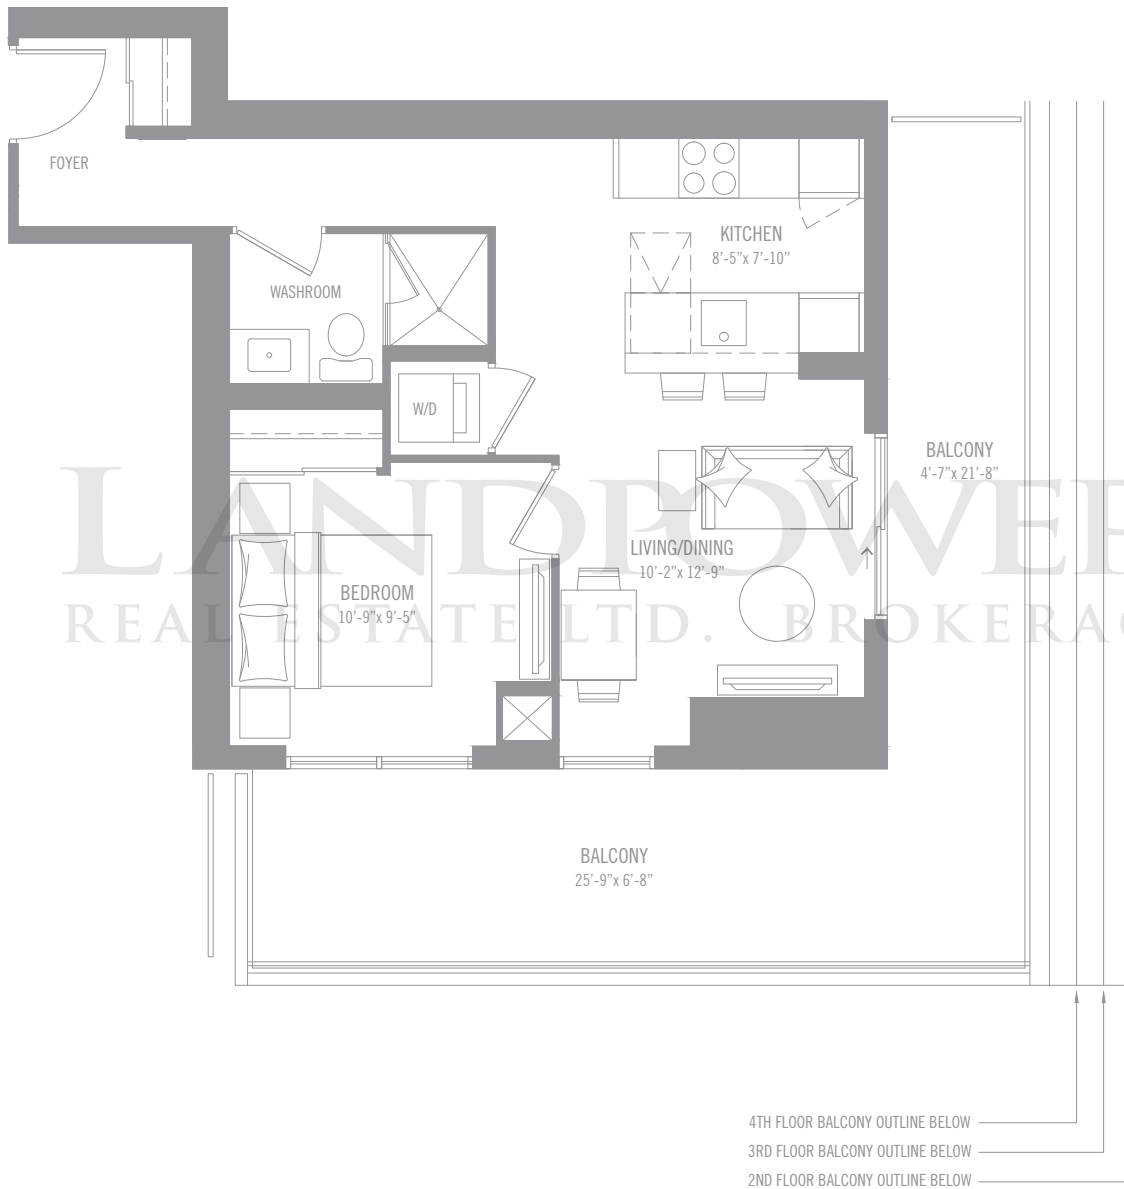 FOYER
KITCHEN
8'-5"x 7'-10"
WASHROOM
W/D
BALCONY
4'-7"x 21'-8"
LANDPOWER
LIVING/DINING
10'-2"x 12'-9"
BEDROOM
10'-9"x 9'-5"
REAL ESTATE LTD. BROKERAG
BALCONY
25'-9"x 6'-8"
4TH FLOOR BALCONY OUTLINE BELOW
3RD FLOOR BALCONY OUTLINE BELOW
2ND FLOOR BALCONY OUTLINE BELOW